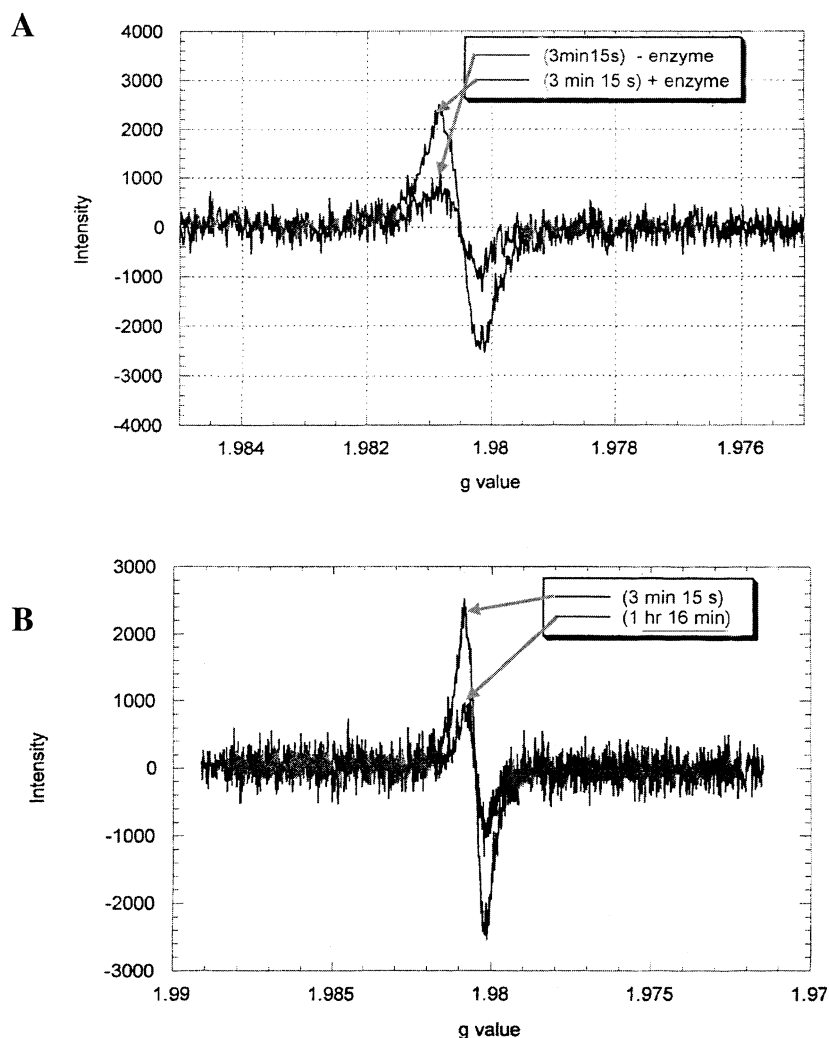 A
4000
3000
2000
1000
0
-1000
-2000
-3000
-4000
Intensity
(3min15s) - enzyme
(3 min 15 s) + enzyme
1.984
1.982
1.98
1.978
1.976
g value
B
3000
2000
1000
0
-1000
-2000
-3000
Intensity
(3 min 15 s)
(1 hr 16 min)
1.99
1.985
1.98
1.975
1.97
g value